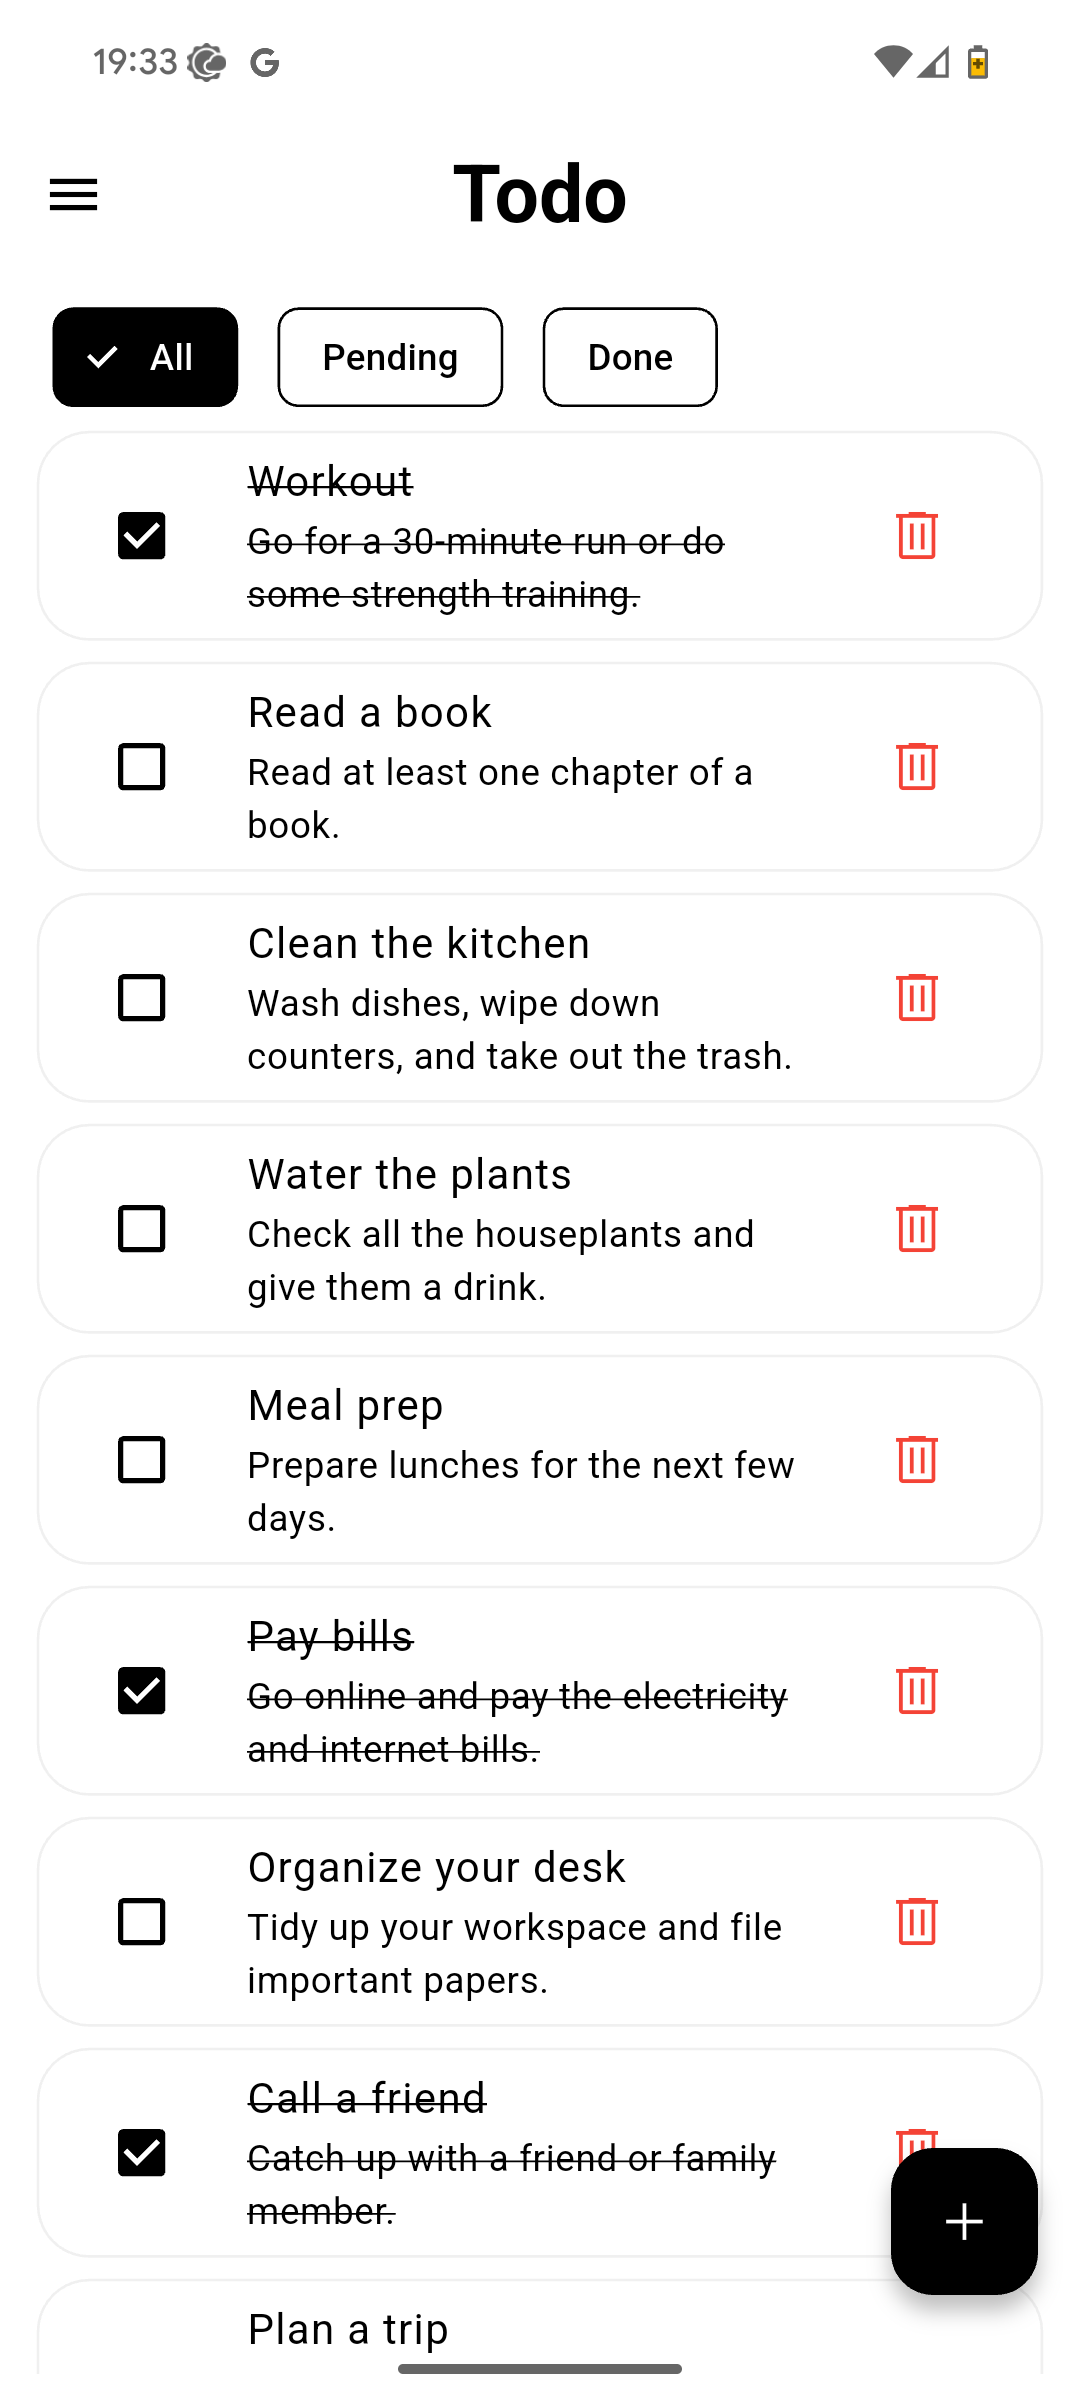 19:33
Todo
All
Pending
Done
Workout
Go for a 30-minute run or do
some strength training.
Read a book
Read at least one chapter of a
book.
Clean the kitchen
Wash dishes, wipe down
counters, and take out the trash.
Water the plants
Check all the houseplants and
give them a drink.
Meal prep
Prepare lunches for the next few
days.
Pay bills
Go online and pay the electricity
and internet bills.
Organize your desk
Tidy up your workspace and file
important papers.
Call a friend
Catch up with a friend or family
member.
Plan a trip